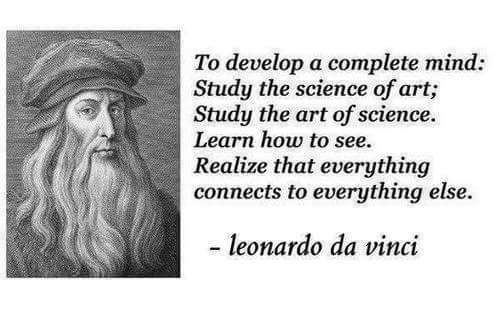 To develop a complete mind:
Study the science of art;
Study the art of science.
Learn how to see.
Realize that everything
connects to everything else.
– leonardo da vinci